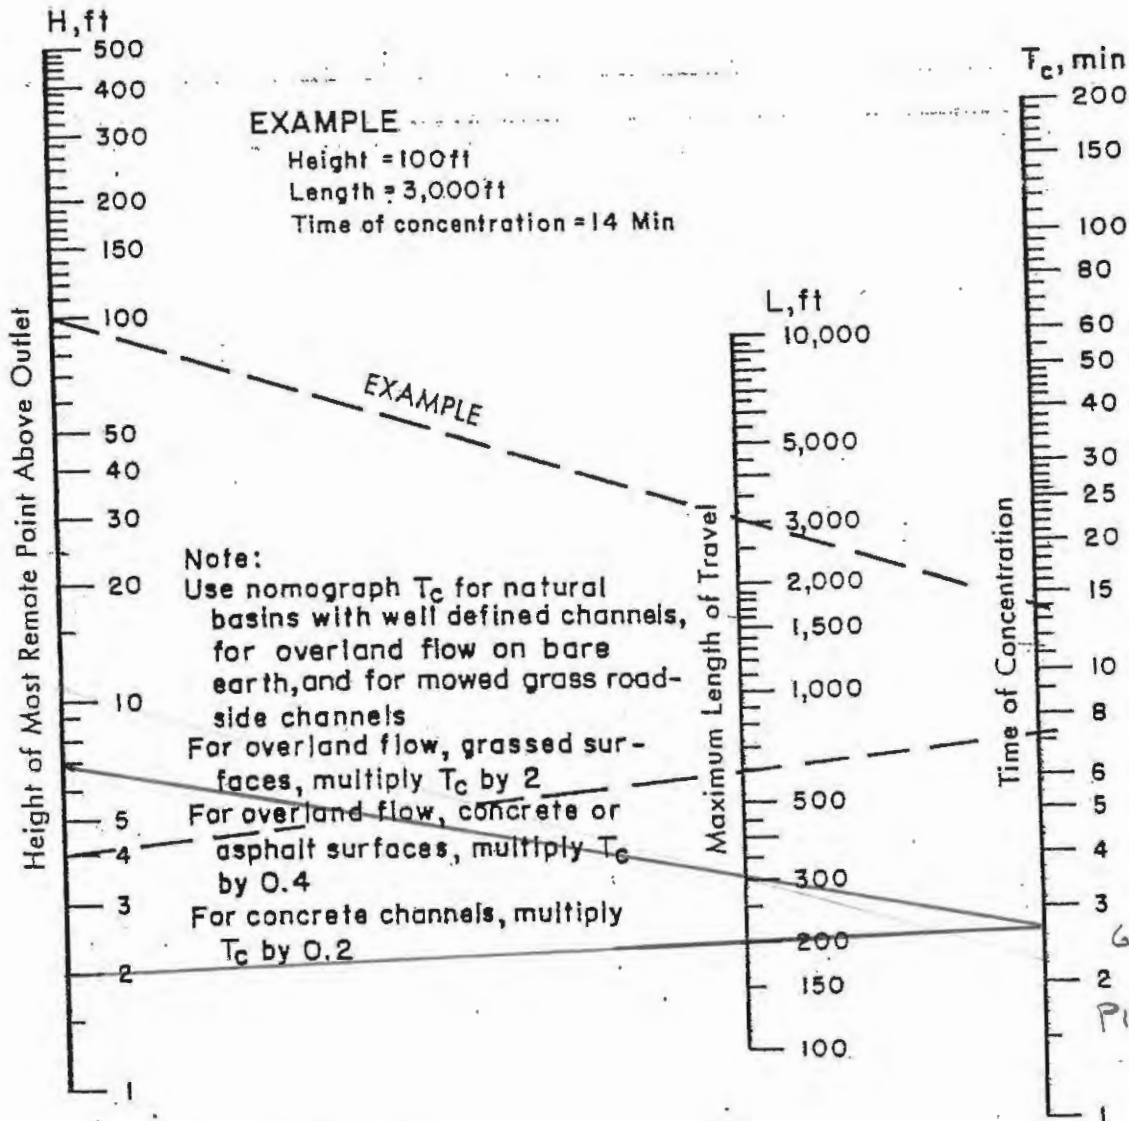 H,ft
500
400
300
200
150
100
50
40
30
20
10
5
4
3
2
1
Height of Most Remote Point Above Outlet
EXAMPLE
Height = 100ft
Length = 3,000ft
Time of concentration = 14 Min
EXAMPLE
Note:
Use nomograph Tc for natural
basins with well defined channels,
for overland flow on bare
earth, and for mowed grass road-
side channels
For overland flow, grassed sur-
faces, multiply Tc by 2
For overland flow, concrete or
asphalt surfaces, multiply Tc
by 0.4
For concrete channels, multiply
Tc by 0.2
L,ft
10,000
5,000
3,000
2,000
1,500
1,000
500
300
200
150
100
Maximum Length of Travel
Tc, min
200
150
100
80
60
50
40
30
25
20
15
10
8
6
5
4
3
2
1
Time of Concentration